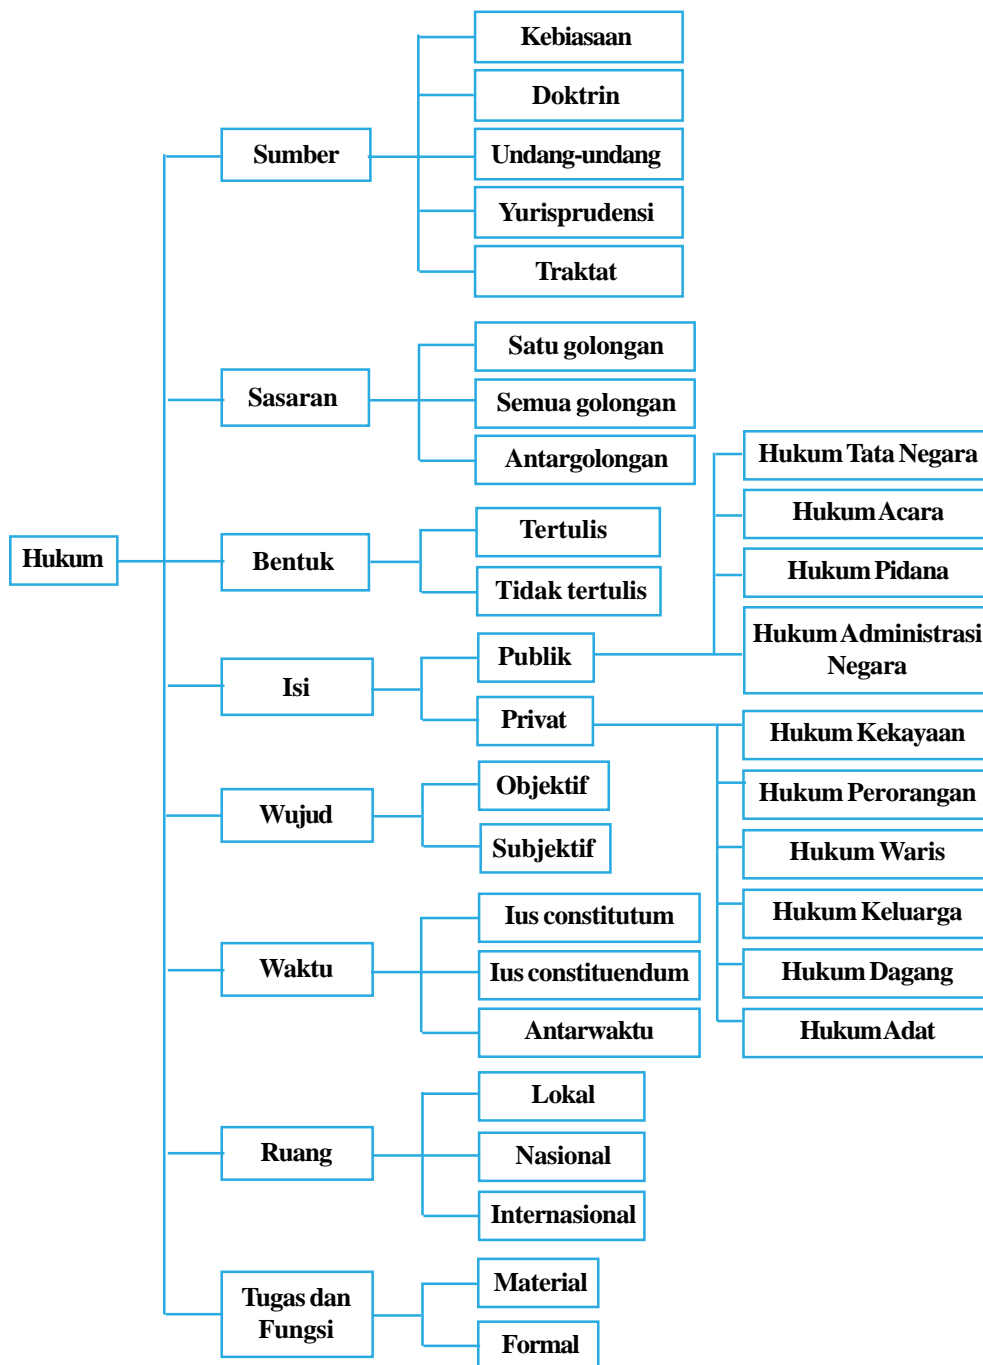 Hukum
Sumber
Kebiasaan
Doktrin
Undang-undang
Yurisprudensi
Traktat
Sasaran
Satu golongan
Semua golongan
Antargolongan
Bentuk
Tertulis
Tidak tertulis
Isi
Publik
Hukum Tata Negara
Hukum Acara
Hukum Pidana
Hukum Administrasi
Negara
Privat
Hukum Kekayaan
Hukum Perorangan
Hukum Waris
Hukum Keluarga
Hukum Dagang
Hukum Adat
Wujud
Objektif
Subjektif
Waktu
Ius constitutum
Ius constituendum
Antarwaktu
Ruang
Lokal
Nasional
Internasional
Tugas dan
Fungsi
Material
Formal